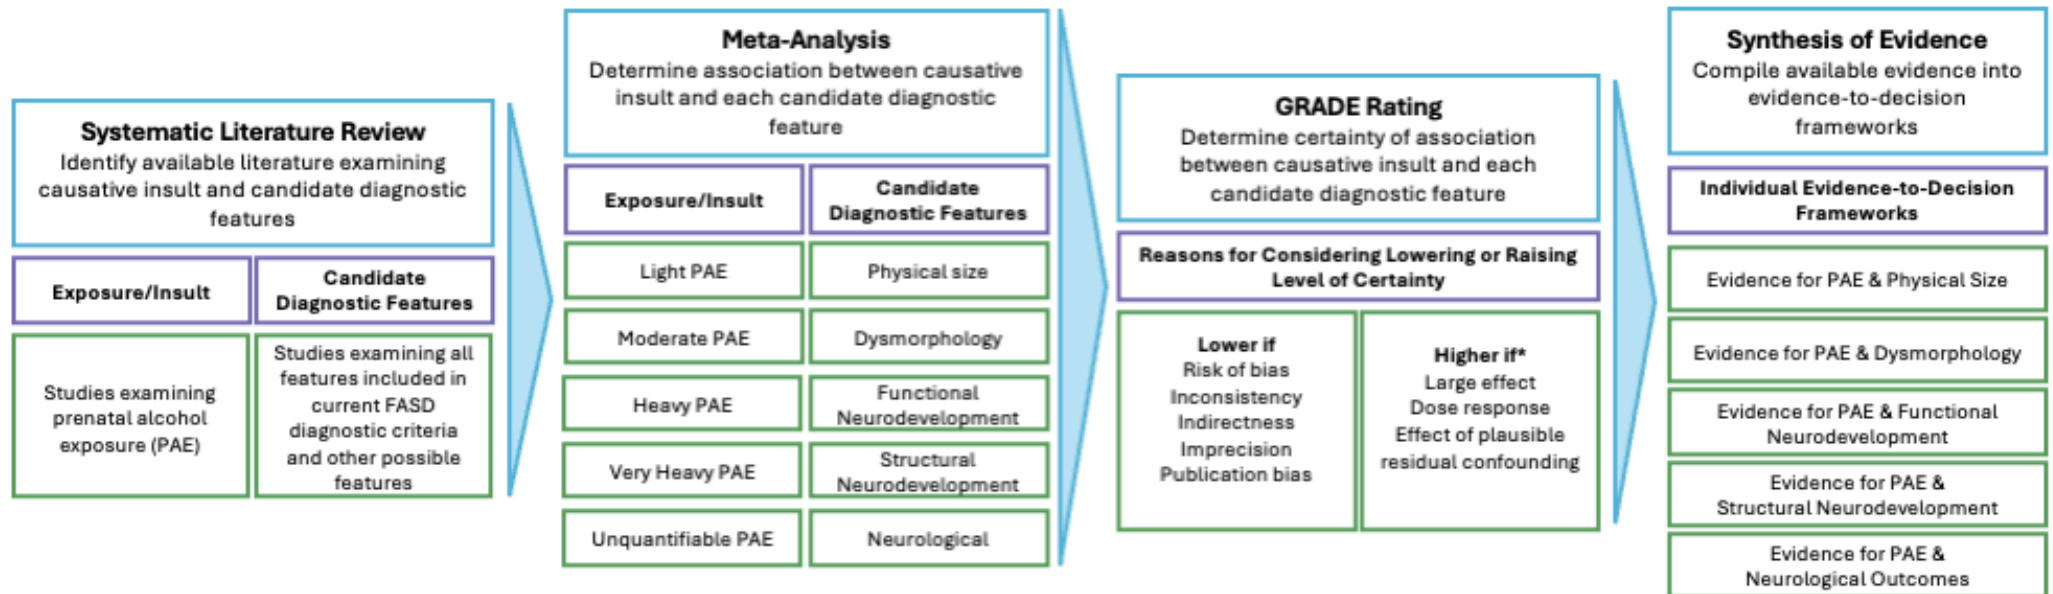 Systematic Literature Review
Identify available literature examining
causative insult and candidate diagnostic
features
Exposure/Insult
Candidate
Diagnostic Features
Studies examining
prenatal alcohol
exposure (PAE)
Studies examining all
features included in
current FASD
diagnostic criteria
and other possible
features
Meta-Analysis
Determine association between causative
insult and each candidate diagnostic
feature
Exposure/Insult
Candidate
Diagnostic Features
Light PAE
Physical size
Moderate PAE
Dysmorphology
Heavy PAE
Functional
Neurodevelopment
Very Heavy PAE
Structural
Neurodevelopment
Unquantifiable PAE
Neurological
GRADE Rating
Determine certainty of association
between causative insult and each
candidate diagnostic feature
Reasons for Considering Lowering or Raising
Level of Certainty
Lower if
Risk of bias
Inconsistency
Indirectness
Imprecision
Publication bias
Higher if*
Large effect
Dose response
Effect of plausible
residual confounding
Synthesis of Evidence
Compile available evidence into
evidence-to-decision
frameworks
Individual Evidence-to-Decision
Frameworks
Evidence for PAE & Physical Size
Evidence for PAE & Dysmorphology
Evidence for PAE & Functional
Neurodevelopment
Evidence for PAE &
Structural Neurodevelopment
Evidence for PAE &
Neurological Outcomes